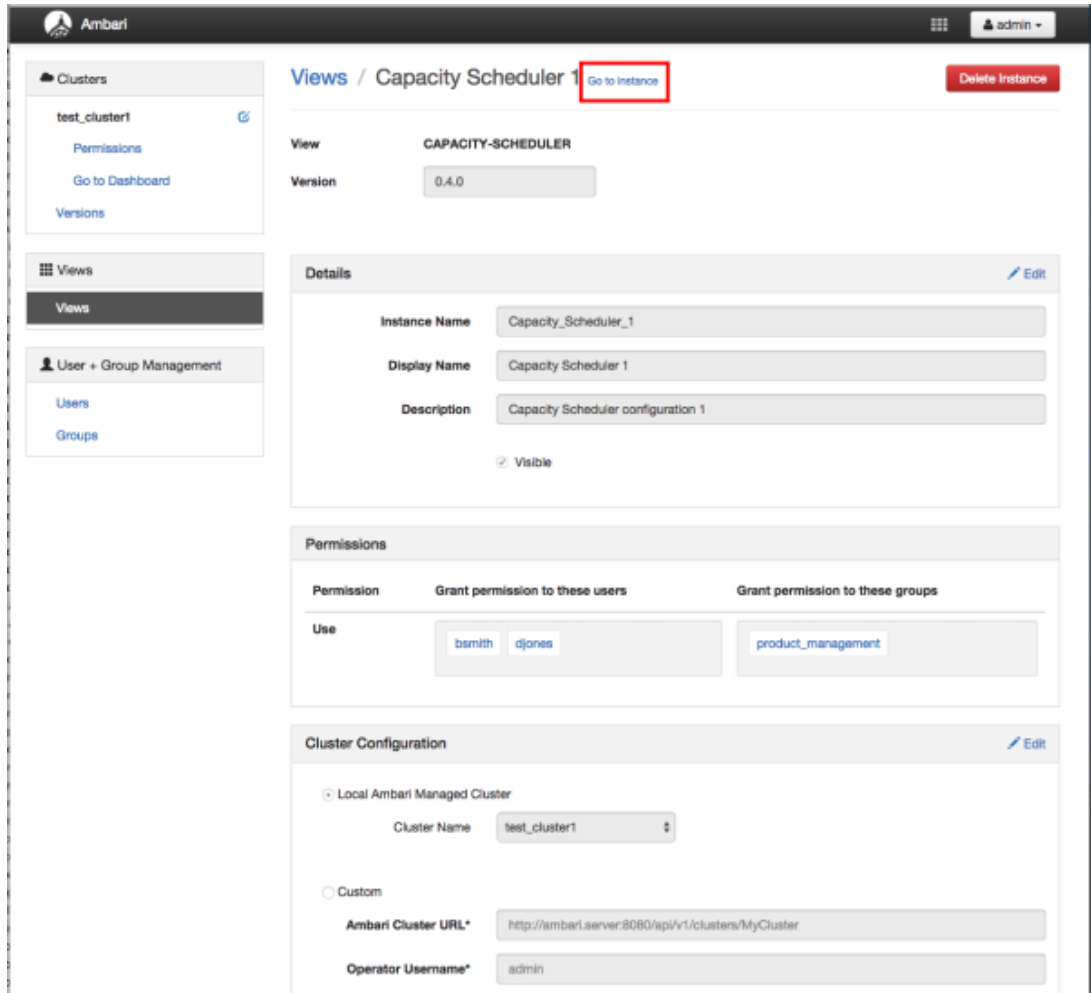 Ambari
admin
Clusters
test_cluster1
Permissions
Go to Dashboard
Versions
Views
Views
User + Group Management
Users
Groups
Views / Capacity Scheduler 1 Go to instance
Delete Instance
View CAPACITY-SCHEDULER
Version 0.4.0
Details Edit
Instance Name Capacity_Scheduler_1
Display Name Capacity Scheduler 1
Description Capacity Scheduler configuration 1
Visible
Permissions
Permission Grant permission to these users Grant permission to these groups
Use bsmith djones product_management
Cluster Configuration Edit
Local Ambari Managed Cluster
Cluster Name test_cluster1
Custom
Ambari Cluster URL* http://ambari.server:8080/api/v1/clusters/MyCluster
Operator Username* admin